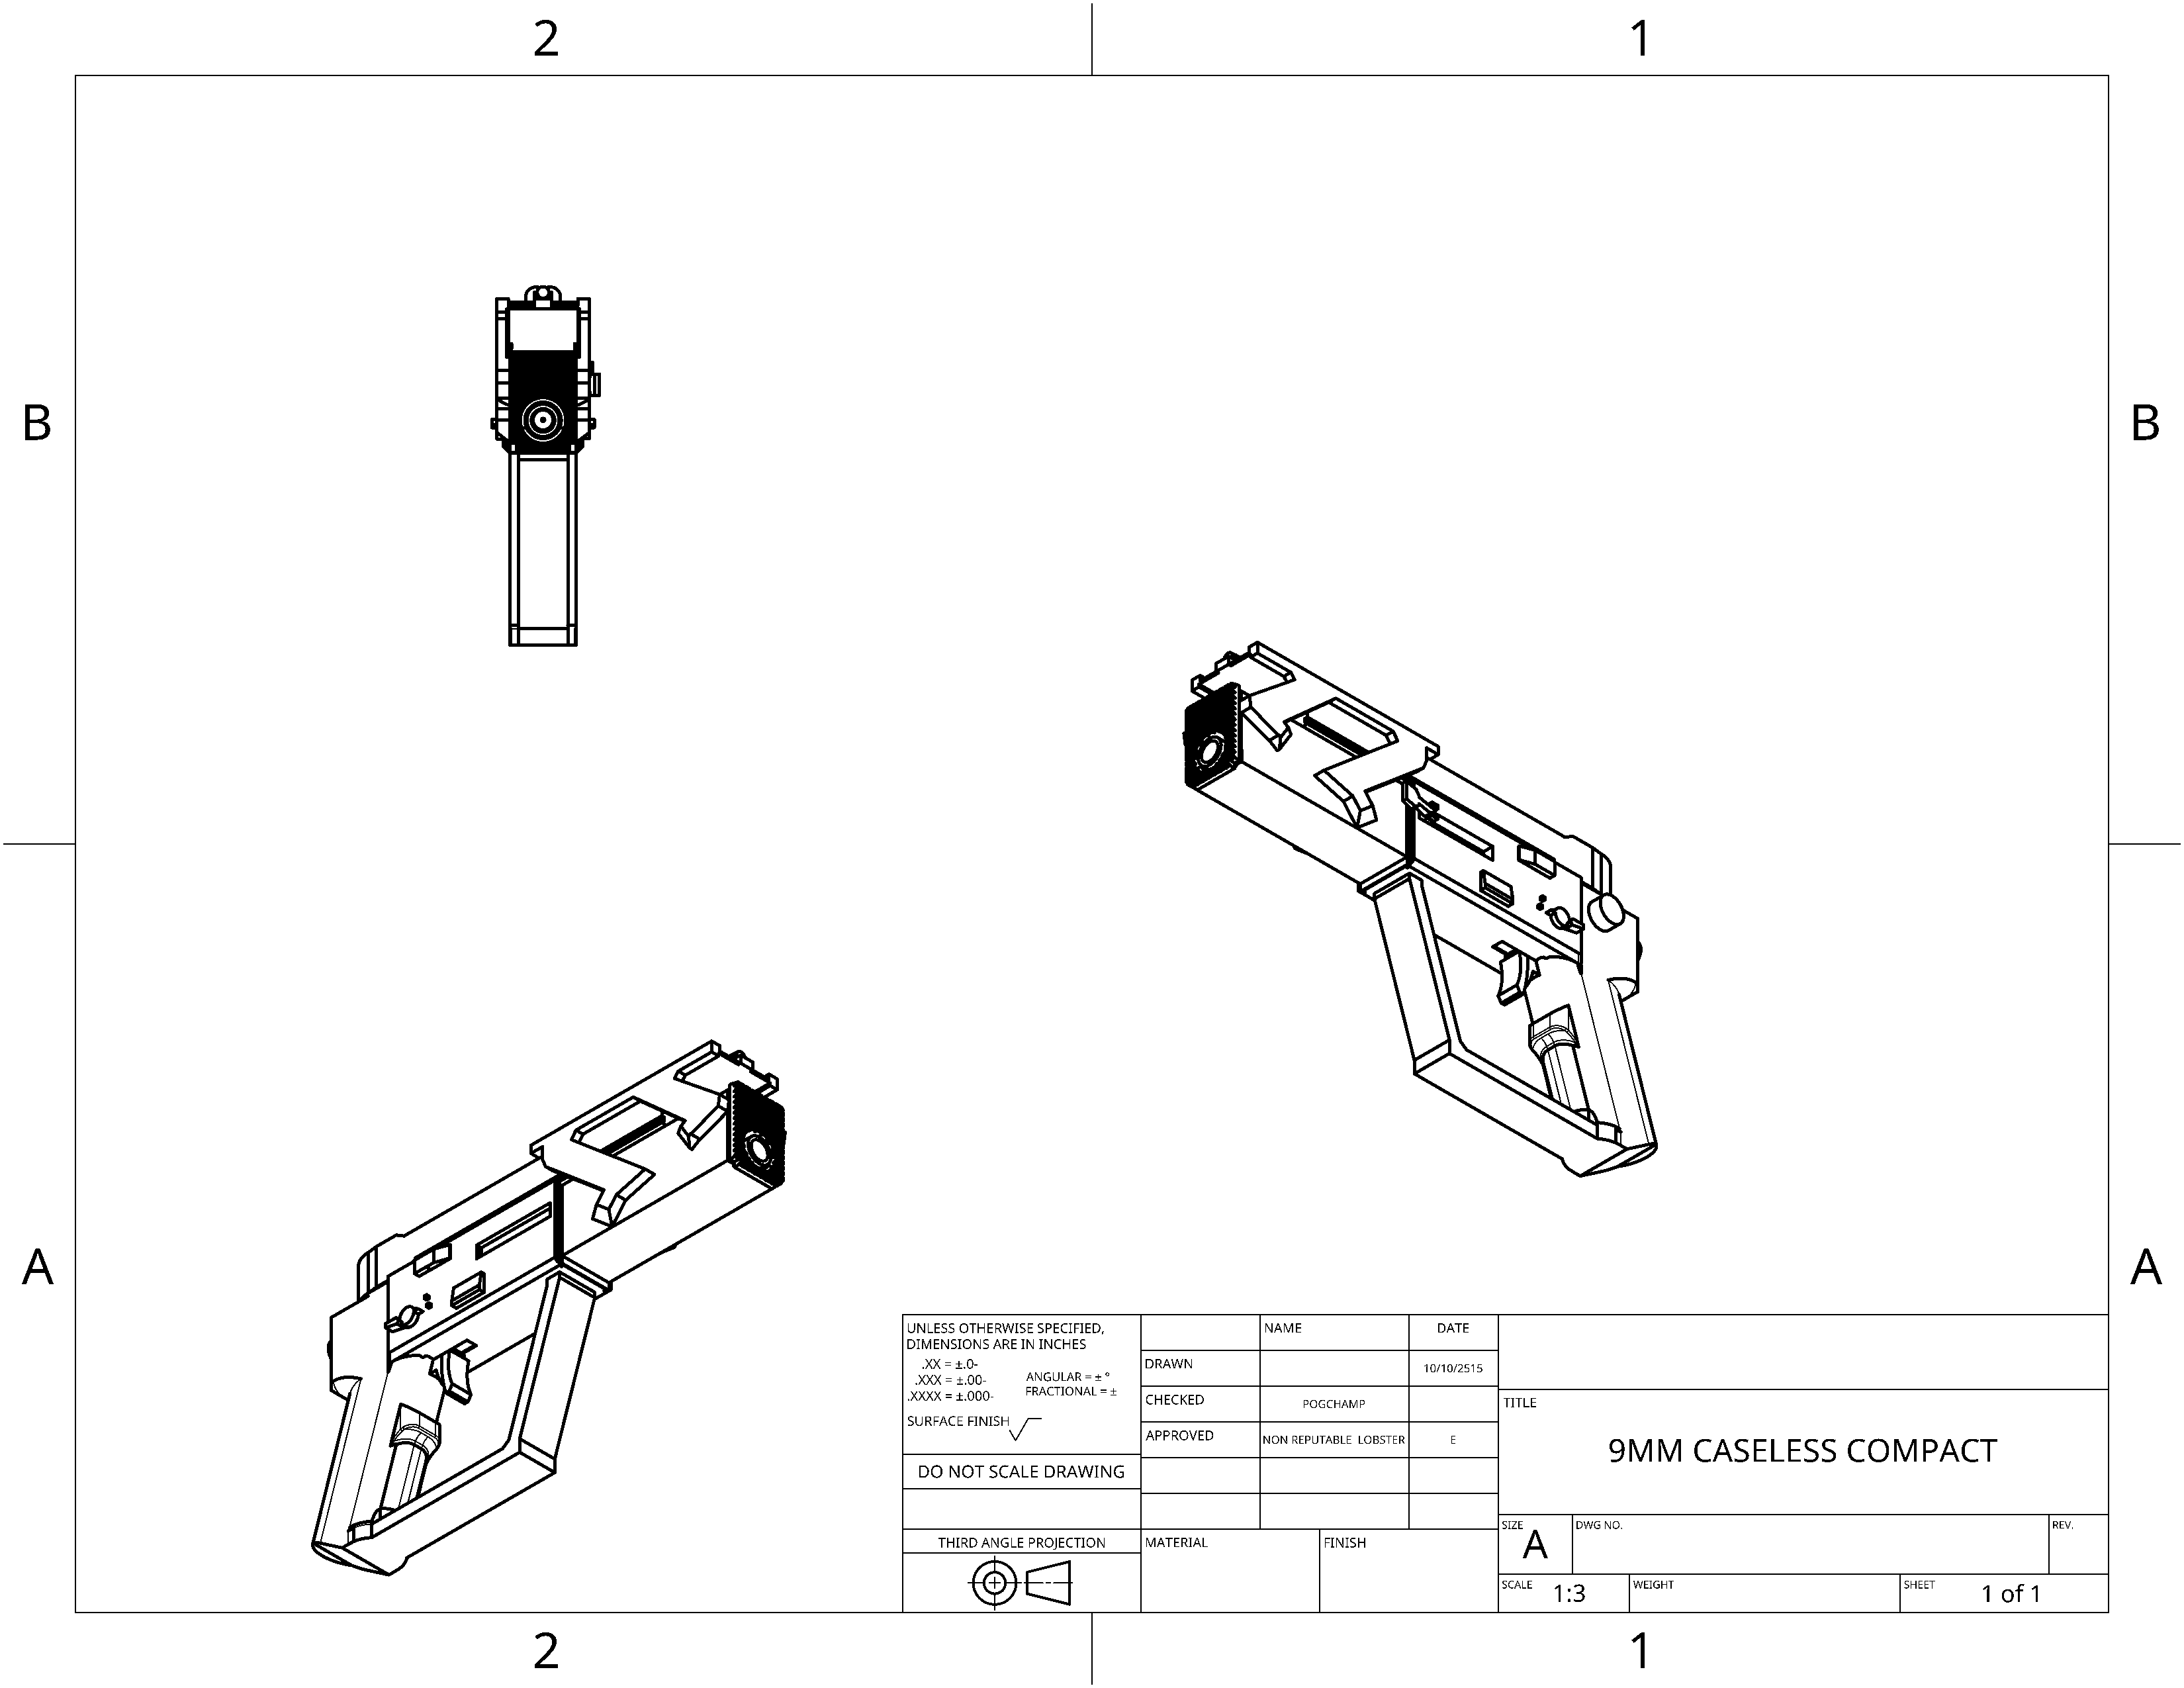 2
1
B
B
A
A
UNLESS OTHERWISE SPECIFIED,
DIMENSIONS ARE IN INCHES
.XX = ±.0-
.XXX = ±.00-
.XXXX = ±.000-
ANGULAR = ± °
FRACTIONAL = ±
SURFACE FINISH
DO NOT SCALE DRAWING
THIRD ANGLE PROJECTION
NAME
DATE
DRAWN
10/10/2515
CHECKED
POGCHAMP
APPROVED
NON REPUTABLE LOBSTER
E
MATERIAL
FINISH
TITLE
9MM CASELESS COMPACT
SIZE
A
DWG NO.
REV.
SCALE
1:3
WEIGHT
SHEET
1 of 1
2
1